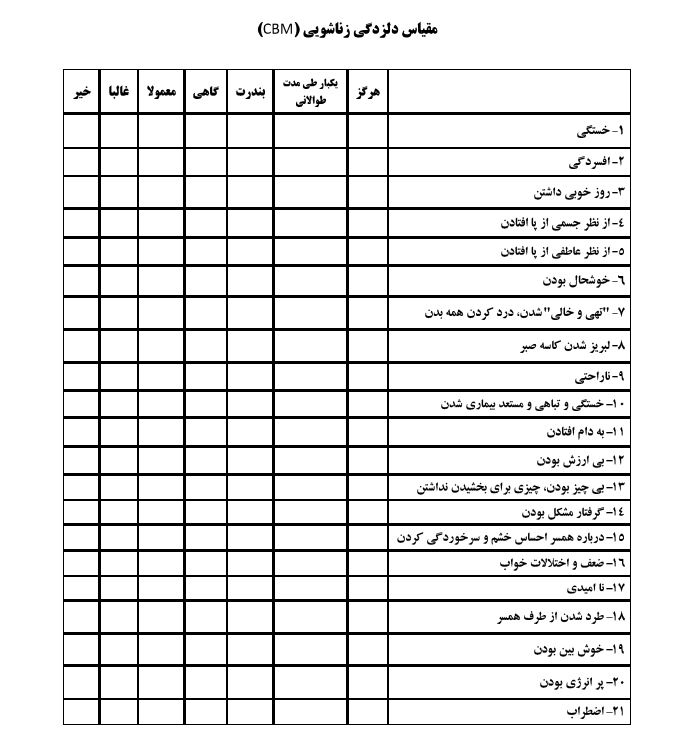 مقیاس دلزدگی زناشویی (CBM)
هرگز یکبار طی مدت طولانی بندرت گاهی معمولا غالبا خیر
۱- خستگی
۲- افسردگی
۳- روز خوبی داشتن
۴- از نظر جسمی از پا افتادن
۵- از نظر عاطفی از پا افتادن
۶- خوشحال بودن
۷- "تهی و خالی" شدن، درد کردن همه بدن
۸- لبریز شدن کاسه صبر
۹- ناراحتی
۱۰- خستگی و تباهی و مستعد بیماری شدن
۱۱- به دام افتادن
۱۲- بی ارزش بودن
۱۳- بی چیز بودن، چیزی برای بخشیدن نداشتن
۱۴- گرفتار مشکل بودن
۱۵- درباره همسر احساس خشم و سرخوردگی کردن
۱۶- ضعف و اختلالات خواب
۱۷- نا امیدی
۱۸- طرد شدن از طرف همسر
۱۹- خوش بین بودن
۲۰- پر انرژی بودن
۲۱- اضطراب